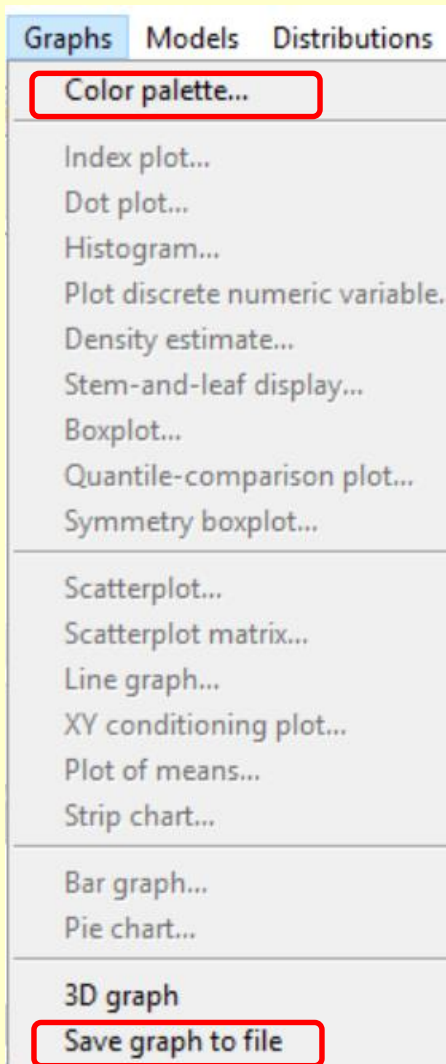 Graphs Models Distributions
Color palette...
Index plot...
Dot plot...
Histogram...
Plot discrete numeric variable.
Density estimate...
Stem-and-leaf display...
Boxplot...
Quantile-comparison plot...
Symmetry boxplot...
Scatterplot...
Scatterplot matrix...
Line graph...
XY conditioning plot...
Plot of means...
Strip chart...
Bar graph...
Pie chart...
3D graph
Save graph to file